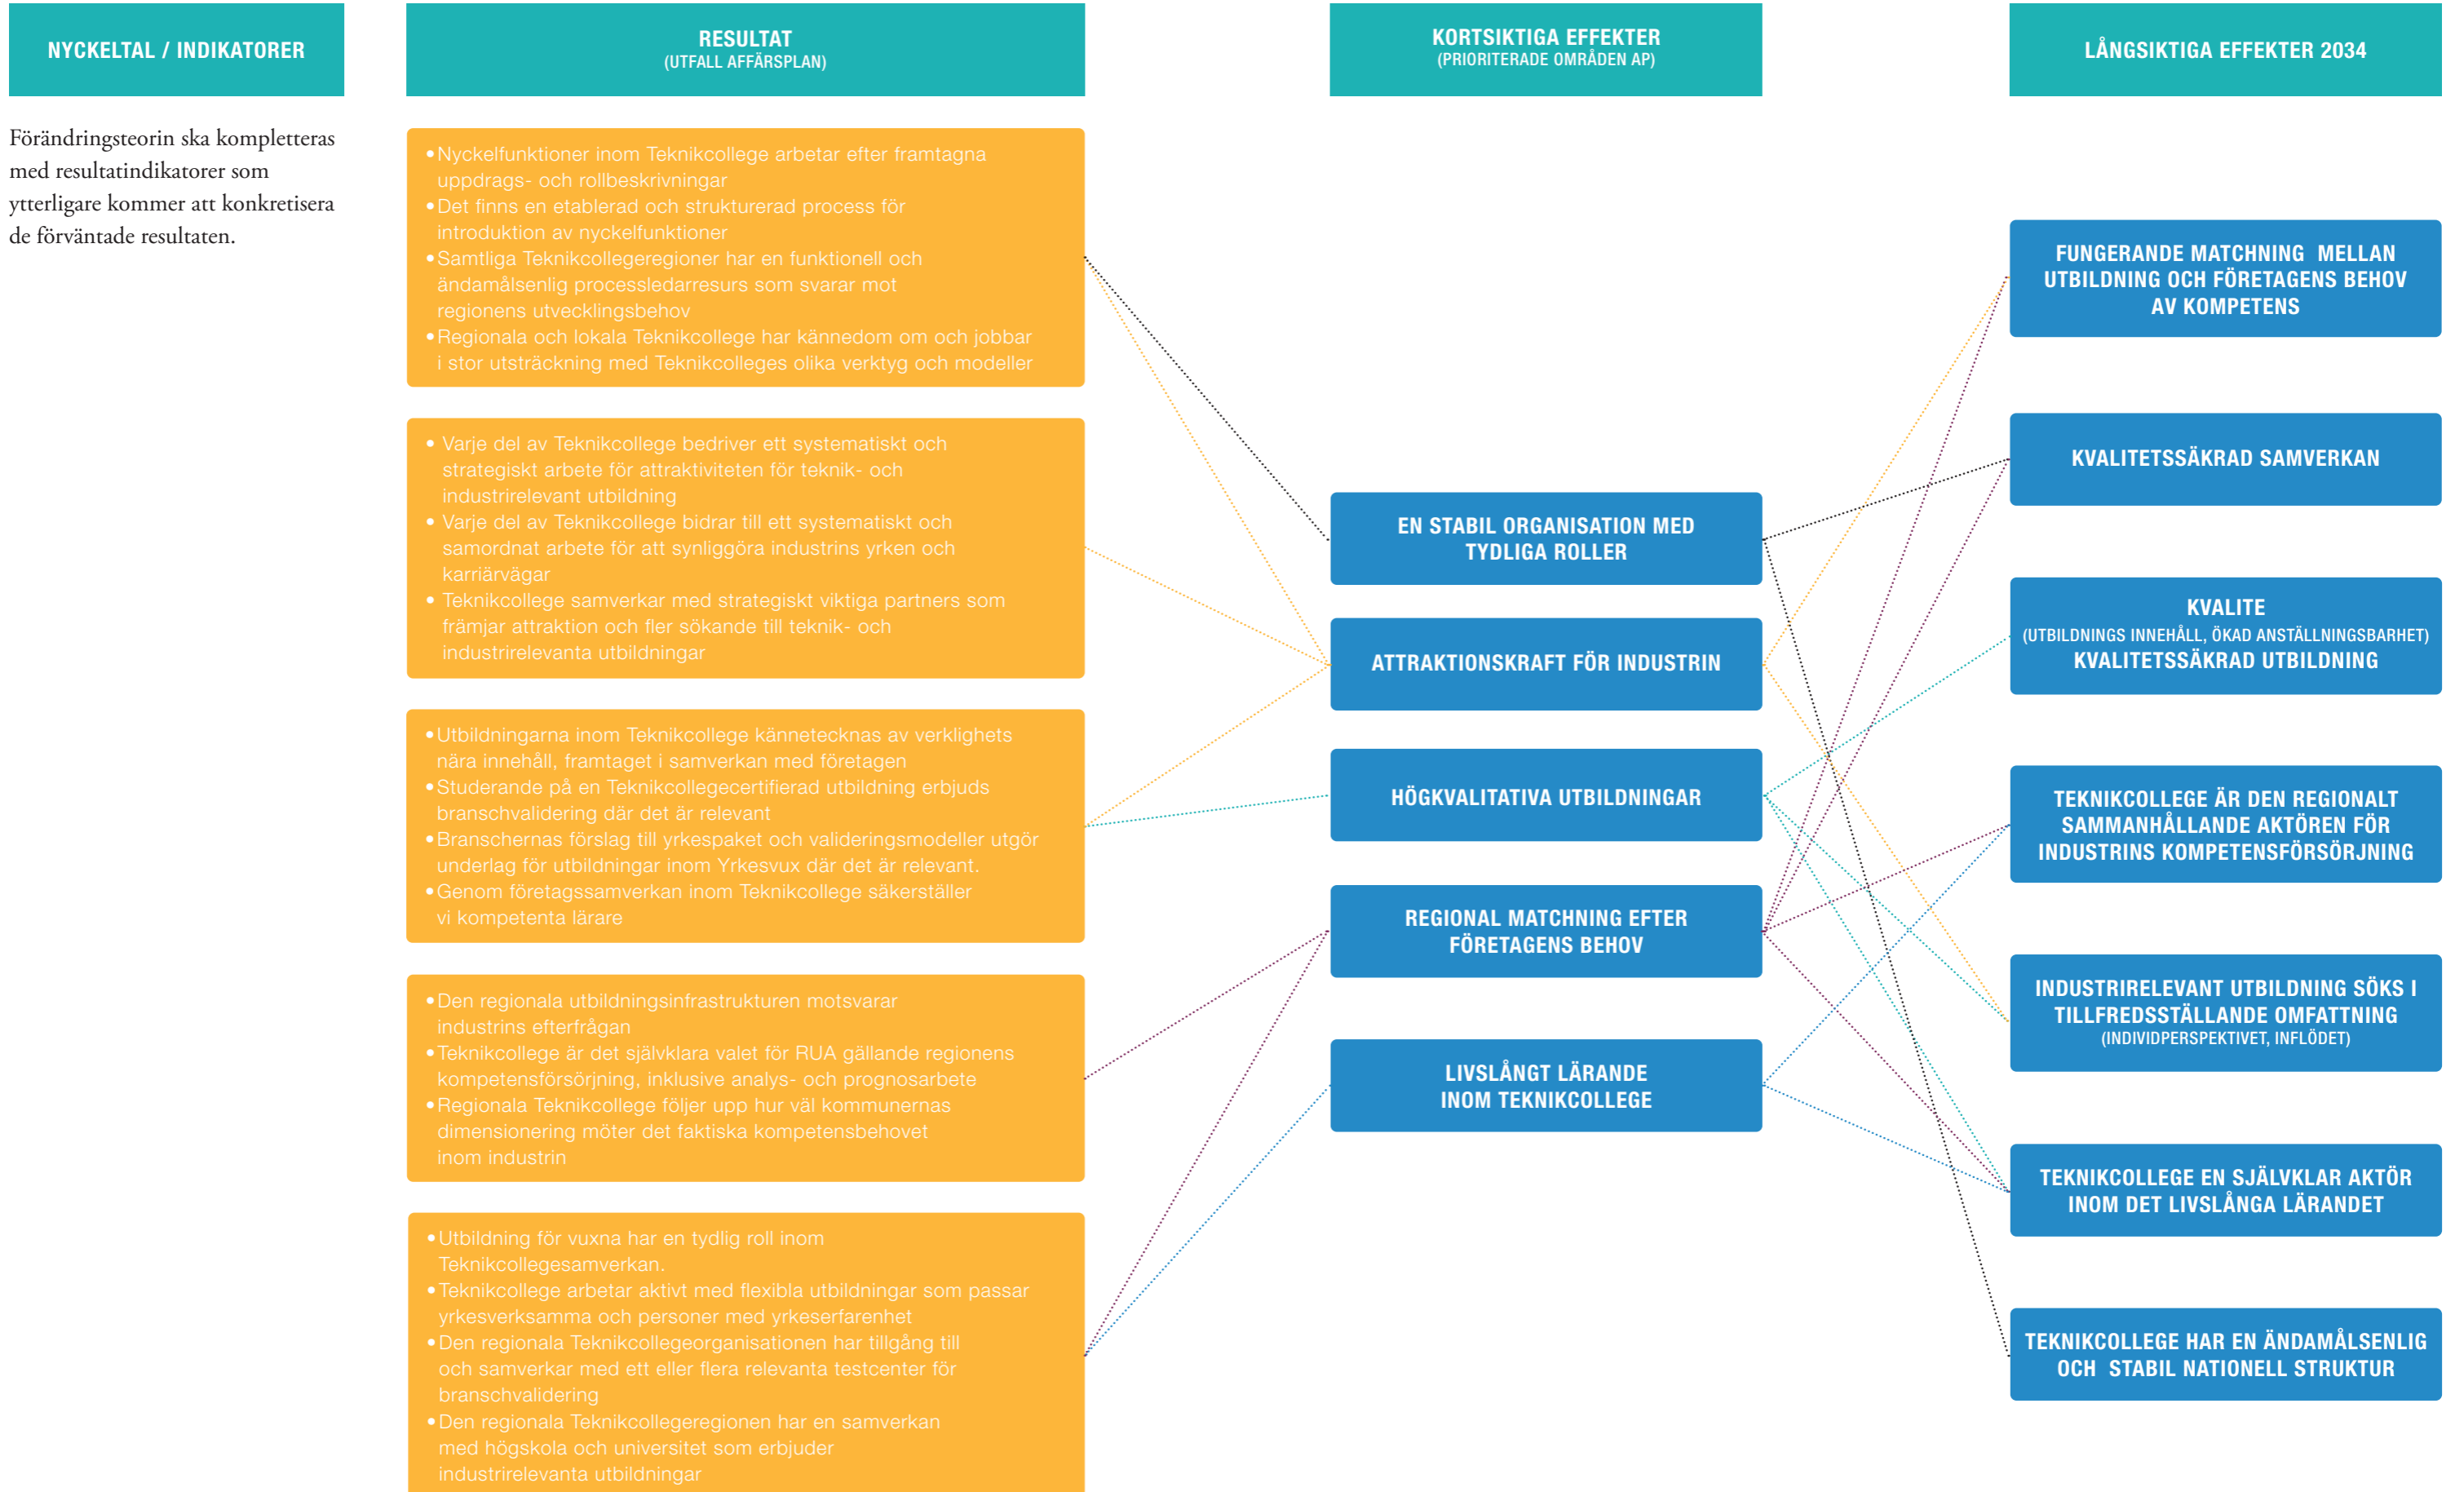 NYCKELTAL / INDIKATORER
Förändringsteorin ska kompletteras
med resultatindikatorer som
ytterligare kommer att konkretisera
de förväntade resultaten.
RESULTAT
(UTFALL AFFÄRSPLAN)
•Nyckelfunktioner inom Teknikcollege arbetar efter framtagna
uppdrags- och rollbeskrivningar
•Det finns en etablerad och strukturerad process för
introduktion av nyckelfunktioner
•Samtliga Teknikcollegeregioner har en funktionell och
ändamålsenlig processledarresurs som svarar mot
regionens utvecklingsbehov
•Regionala och lokala Teknikcollege har kännedom om och jobbar
i stor utsträckning med Teknikcolleges olika verktyg och modeller
• Varje del av Teknikcollege bedriver ett systematiskt och
strategiskt arbete för attraktiviteten för teknik- och
industrirelevant utbildning
• Varje del av Teknikcollege bidrar till ett systematiskt och
samordnat arbete för att synliggöra industrins yrken och
karriärvägar
• Teknikcollege samverkar med strategiskt viktiga partners som
främjar attraktion och fler sökande till teknik- och
industrirelevanta utbildningar
•Utbildningarna inom Teknikcollege kännetecknas av verklighets
nära innehåll, framtaget i samverkan med företagen
•Studerande på en Teknikcollegecertifierad utbildning erbjuds
branschvalidering där det är relevant
•Branschernas förslag till yrkespaket och valideringsmodeller utgör
underlag för utbildningar inom Yrkesvux där det är relevant.
•Genom företagssamverkan inom Teknikcollege säkerställer
vi kompetenta lärare
•Den regionala utbildningsinfrastrukturen motsvarar
industrins efterfrågan
•Teknikcollege är det självklara valet för RUA gällande regionens
kompetensförsörjning, inklusive analys- och prognosarbete
•Regionala Teknikcollege följer upp hur väl kommunernas
dimensionering möter det faktiska kompetensbehovet
inom industrin
•Utbildning för vuxna har en tydlig roll inom
Teknikcollegesamverkan.
•Teknikcollege arbetar aktivt med flexibla utbildningar som passar
yrkesverksamma och personer med yrkeserfarenhet
•Den regionala Teknikcollegeorganisationen har tillgång till
och samverkar med ett eller flera relevanta testcenter för
branschvalidering
•Den regionala Teknikcollegeregionen har en samverkan
med högskola och universitet som erbjuder
industrirelevanta utbildningar
KORTSIKTIGA EFFEKTER
(PRIORITERADE OMRÅDEN AP)
EN STABIL ORGANISATION MED
TYDLIGA ROLLER
ATTRAKTIONSKRAFT FÖR INDUSTRIN
HÖGKVALITATIVA UTBILDNINGAR
REGIONAL MATCHNING EFTER
FÖRETAGENS BEHOV
LIVSLÅNGT LÄRANDE
INOM TEKNIKCOLLEGE
LÅNGSIKTIGA EFFEKTER 2034
FUNGERANDE MATCHNING MELLAN
UTBILDNING OCH FÖRETAGENS BEHOV
AV KOMPETENS
KVALITETSSÄKRAD SAMVERKAN
KVALITE
(UTBILDNINGS INNEHÅLL, ÖKAD ANSTÄLLNINGSBARHET)
KVALITETSSÄKRAD UTBILDNING
TEKNIKCOLLEGE ÄR DEN REGIONALT
SAMMANHÅLLANDE AKTÖREN FÖR
INDUSTRINS KOMPETENSFÖRSÖRJNING
INDUSTRIRELEVANT UTBILDNING SÖKS I
TILLFREDSSTÄLLANDE OMFATTNING
(INDIVIDPERSPEKTIVET, INFLÖDET)
TEKNIKCOLLEGE EN SJÄLVKLAR AKTÖR
INOM DET LIVSLÅNGA LÄRANDET
TEKNIKCOLLEGE HAR EN ÄNDAMÅLSENLIG
OCH STABIL NATIONELL STRUKTUR